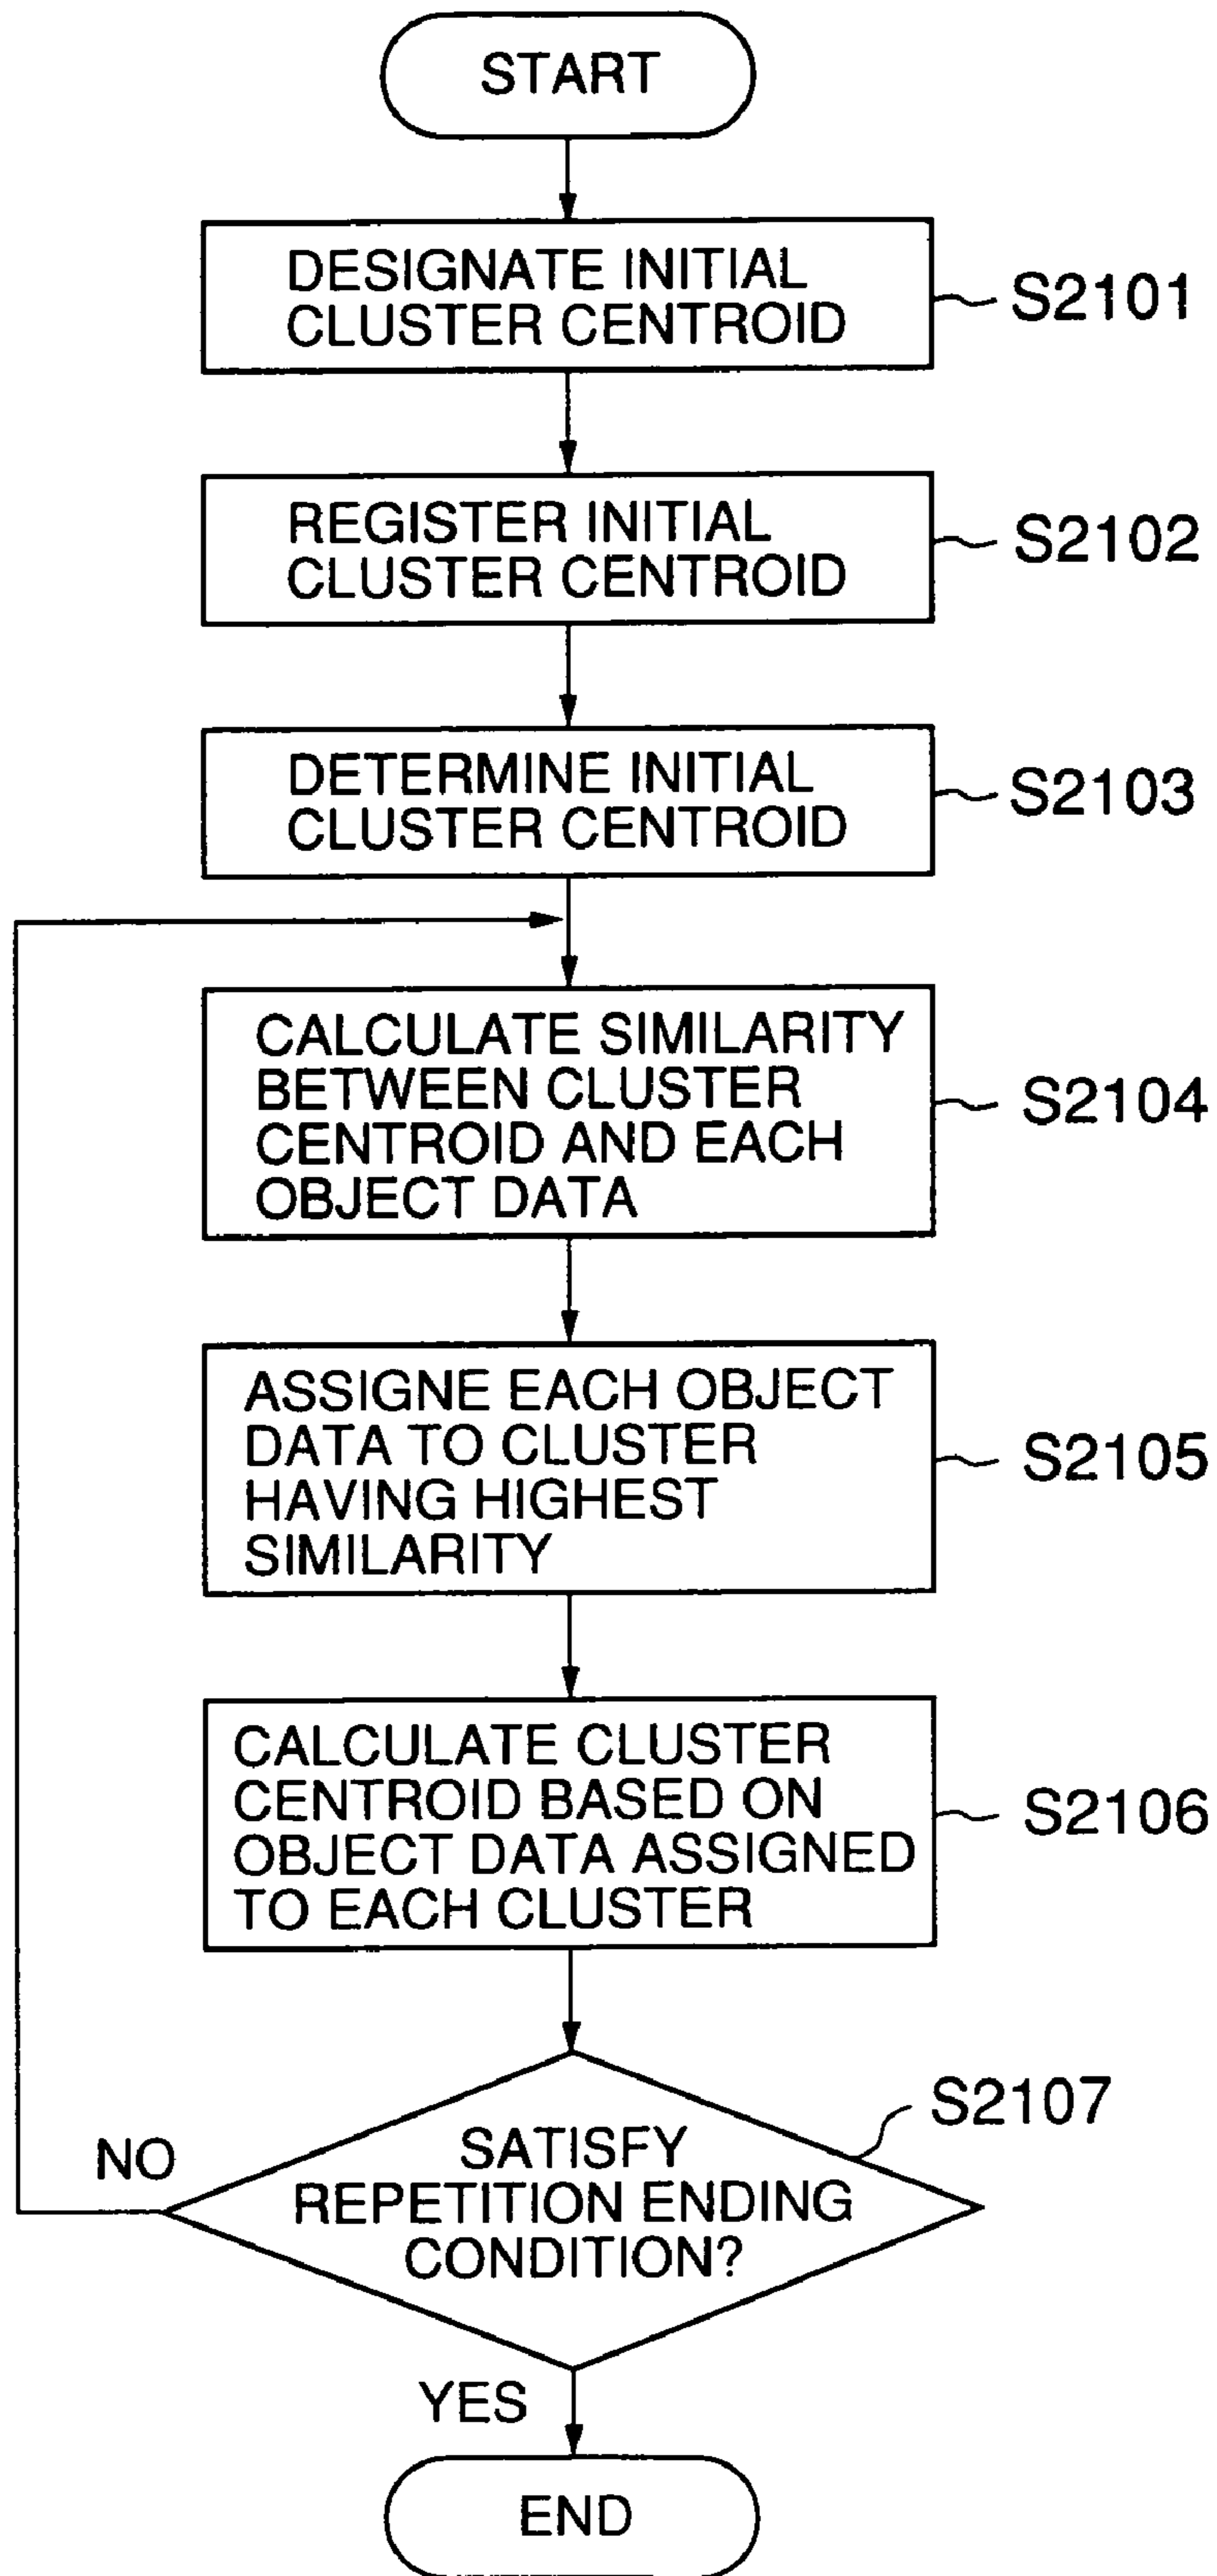 START
DESIGNATE INITIAL
CLUSTER CENTROID
S2101
REGISTER INITIAL
CLUSTER CENTROID
S2102
DETERMINE INITIAL
CLUSTER CENTROID
S2103
CALCULATE SIMILARITY
BETWEEN CLUSTER
CENTROID AND EACH
OBJECT DATA
S2104
ASSIGNE EACH OBJECT
DATA TO CLUSTER
HAVING HIGHEST
SIMILARITY
S2105
CALCULATE CLUSTER
CENTROID BASED ON
OBJECT DATA ASSIGNED
TO EACH CLUSTER
S2106
S2107
NO
SATISFY
REPETITION ENDING
CONDITION?
YES
END